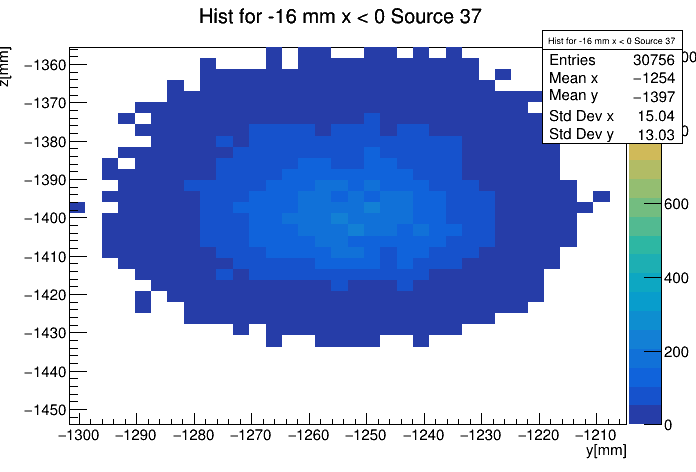 Hist for -16 mm x < 0 Source 37
z[mm]
Hist for -16 mm x < 0 Source 37
Entries 30756
Mean x −1254
Mean y −1397
Std Dev x 15.04
Std Dev y 13.03
−1360
−1370
−1380
−1390
−1400
−1410
−1420
−1430
−1440
−1450
600
400
200
0
−1300 −1290 −1280 −1270 −1260 −1250 −1240 −1230 −1220 −1210
y[mm]